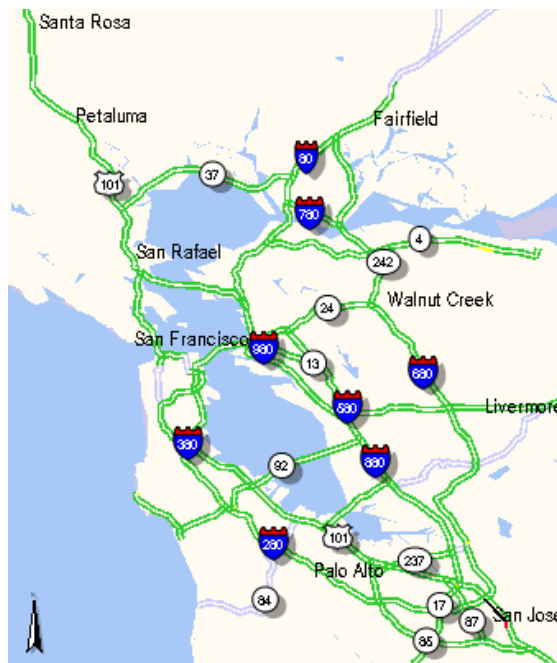 Santa Rosa
Petaluma
Fairfield
80
37
101
780
4
San Rafael
242
Walnut Creek
24
San Francisco
980
13
680
580
Livermore
380
880
92
101
280
237
Palo Alto
84
17
San Jose
87
85